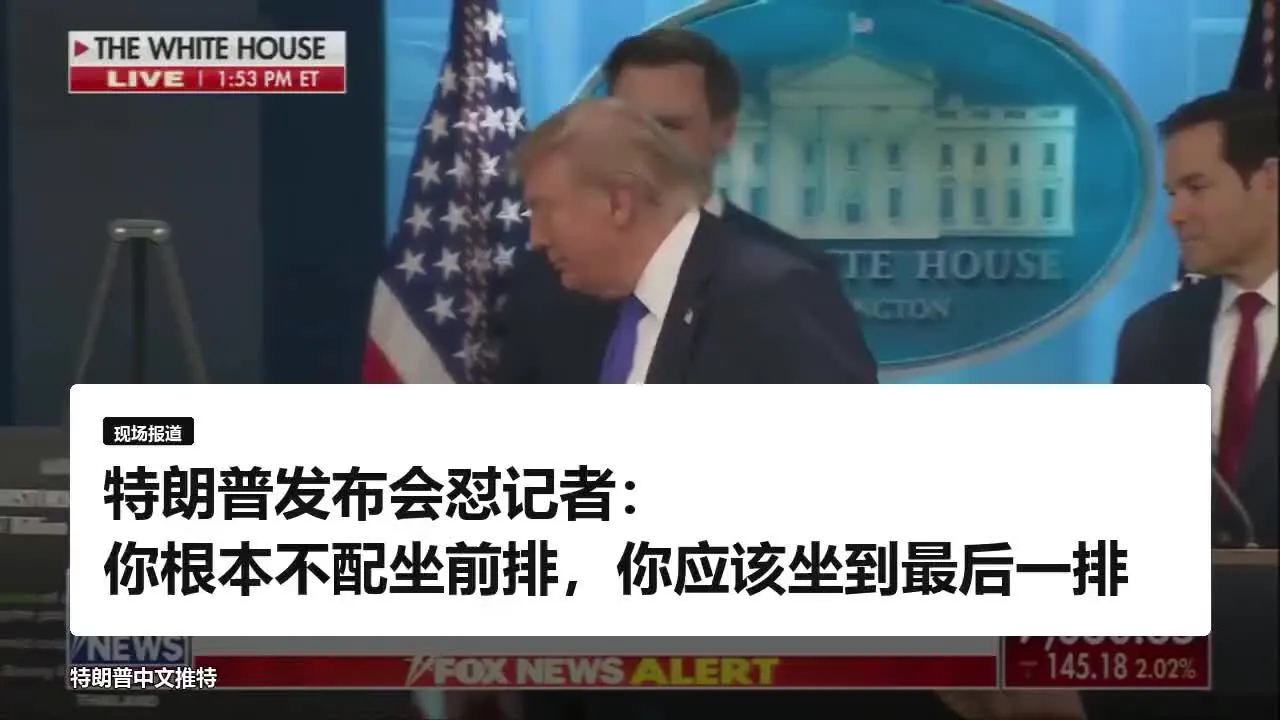 THE WHITE HOUSE
LIVE | 1:53 PM ET
TE HOUSE
NGTON
现场报道
特朗普发布会怼记者：
你根本不配坐前排，你应该坐到最后一排
NEWS
特朗普中文推特
FOX NEWS ALERT
145.18 2.02%